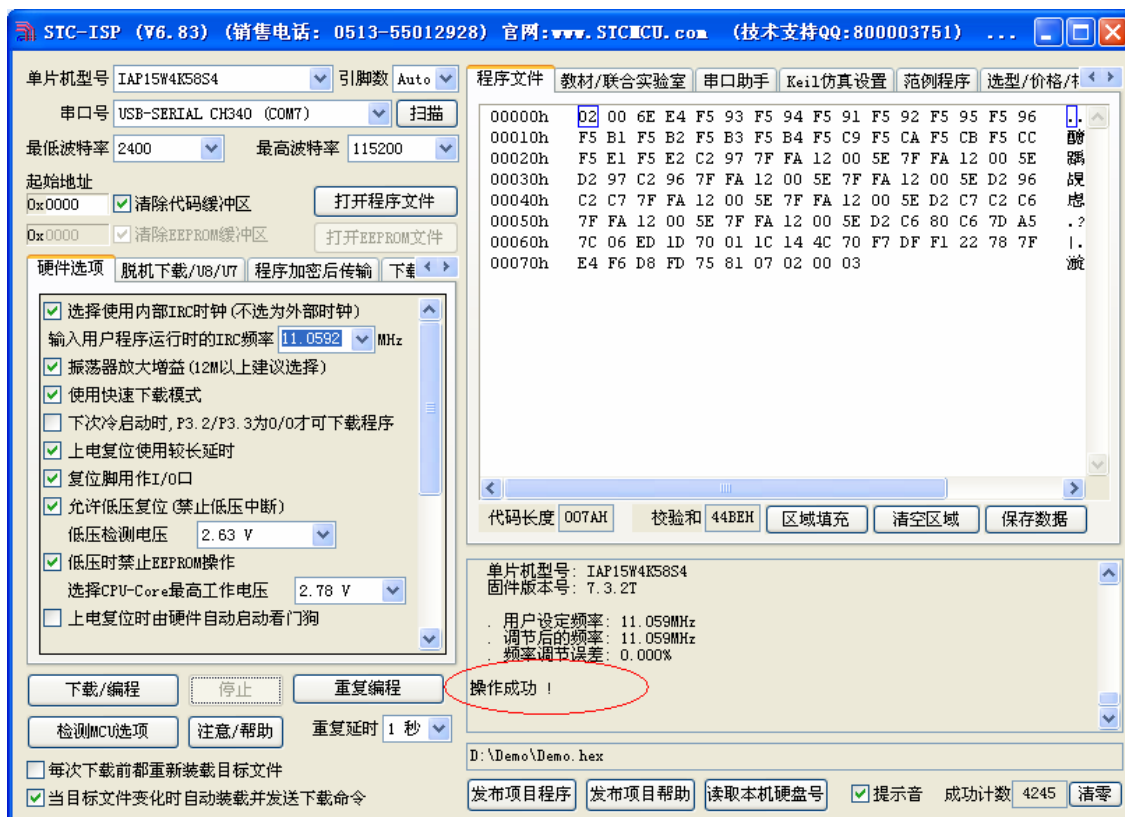 STC-ISP (V6.83) (销售电话: 0513-55012928) 官网:www.STCMCU.com (技术支持QQ:800003751) ...
单片机型号 IAP15W4K58S4 引脚数 Auto
串口号 USB-SERIAL CH340 (COM7) 扫描
最低波特率 2400 最高波特率 115200
起始地址
0x0000 清除代码缓冲区 打开程序文件
0x0000 清除EEPROM缓冲区 打开EEPROM文件
硬件选项 脱机下载/U8/U7 程序加密后传输
选择使用内部IRC时钟(不选为外部时钟)
输入用户程序运行时的IRC频率 11.0592 MHz
振荡器放大增益(12M以上建议选择)
使用快速下载模式
下次冷启动时,P3.2/P3.3为0/0才可下载程序
上电复位使用较长延时
复位脚用作I/O口
允许低压复位(禁止低压中断)
低压检测电压 2.63 V
低压时禁止EEPROM操作
选择CPU-Core最高工作电压 2.78 V
上电复位时由硬件自动启动看门狗
下载/编程 停止 重复编程
检测MCU选项 注意/帮助 重复延时 1 秒
每次下载前都重新装载目标文件
当目标文件变化时自动装载并发送下载命令
程序文件 教材/联合实验室 串口助手 Keil仿真设置 范例程序 选型/价格/
00000h 02 00 6E E4 F5 93 F5 94 F5 91 F5 92 F5 95 F5 96 ..
00010h F5 B1 F5 B2 F5 B3 F5 B4 F5 C9 F5 CA F5 CB F5 CC
00020h F5 E1 F5 E2 C2 97 7F FA 12 00 5E 7F FA 12 00 5E
00030h D2 97 C2 96 7F FA 12 00 5E 7F FA 12 00 5E D2 96
00040h C2 C7 7F FA 12 00 5E 7F FA 12 00 5E D2 C7 C2 C6
00050h 7F FA 12 00 5E 7F FA 12 00 5E D2 C6 80 C6 7D A5 .?
00060h 7C 06 ED 1D 70 01 1C 14 4C 70 F7 DF F1 22 78 7F |.
00070h E4 F6 D8 FD 75 81 07 02 00 03
代码长度 007AH 校验和 44BEH 区域填充 清空区域 保存数据
单片机型号: IAP15W4K58S4
固件版本号: 7.3.2T
. 用户设定频率: 11.059MHz
. 调节后的频率: 11.059MHz
. 频率调节误差: 0.000%
操作成功 !
D:\Demo\Demo.hex
发布项目程序 发布项目帮助 读取本机硬盘号 提示音 成功计数 4245 清零